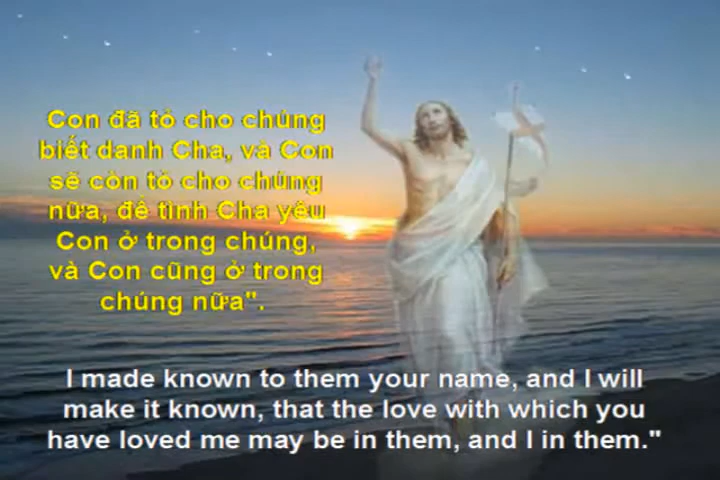 Con đã tỏ cho chúng
biết danh Cha, và Con
sẽ còn tỏ cho chúng
nữa, để tình Cha yêu
Con ở trong chúng,
và Con cũng ở trong
chúng nữa".
I made known to them your name, and I will
make it known, that the love with which you
have loved me may be in them, and I in them."